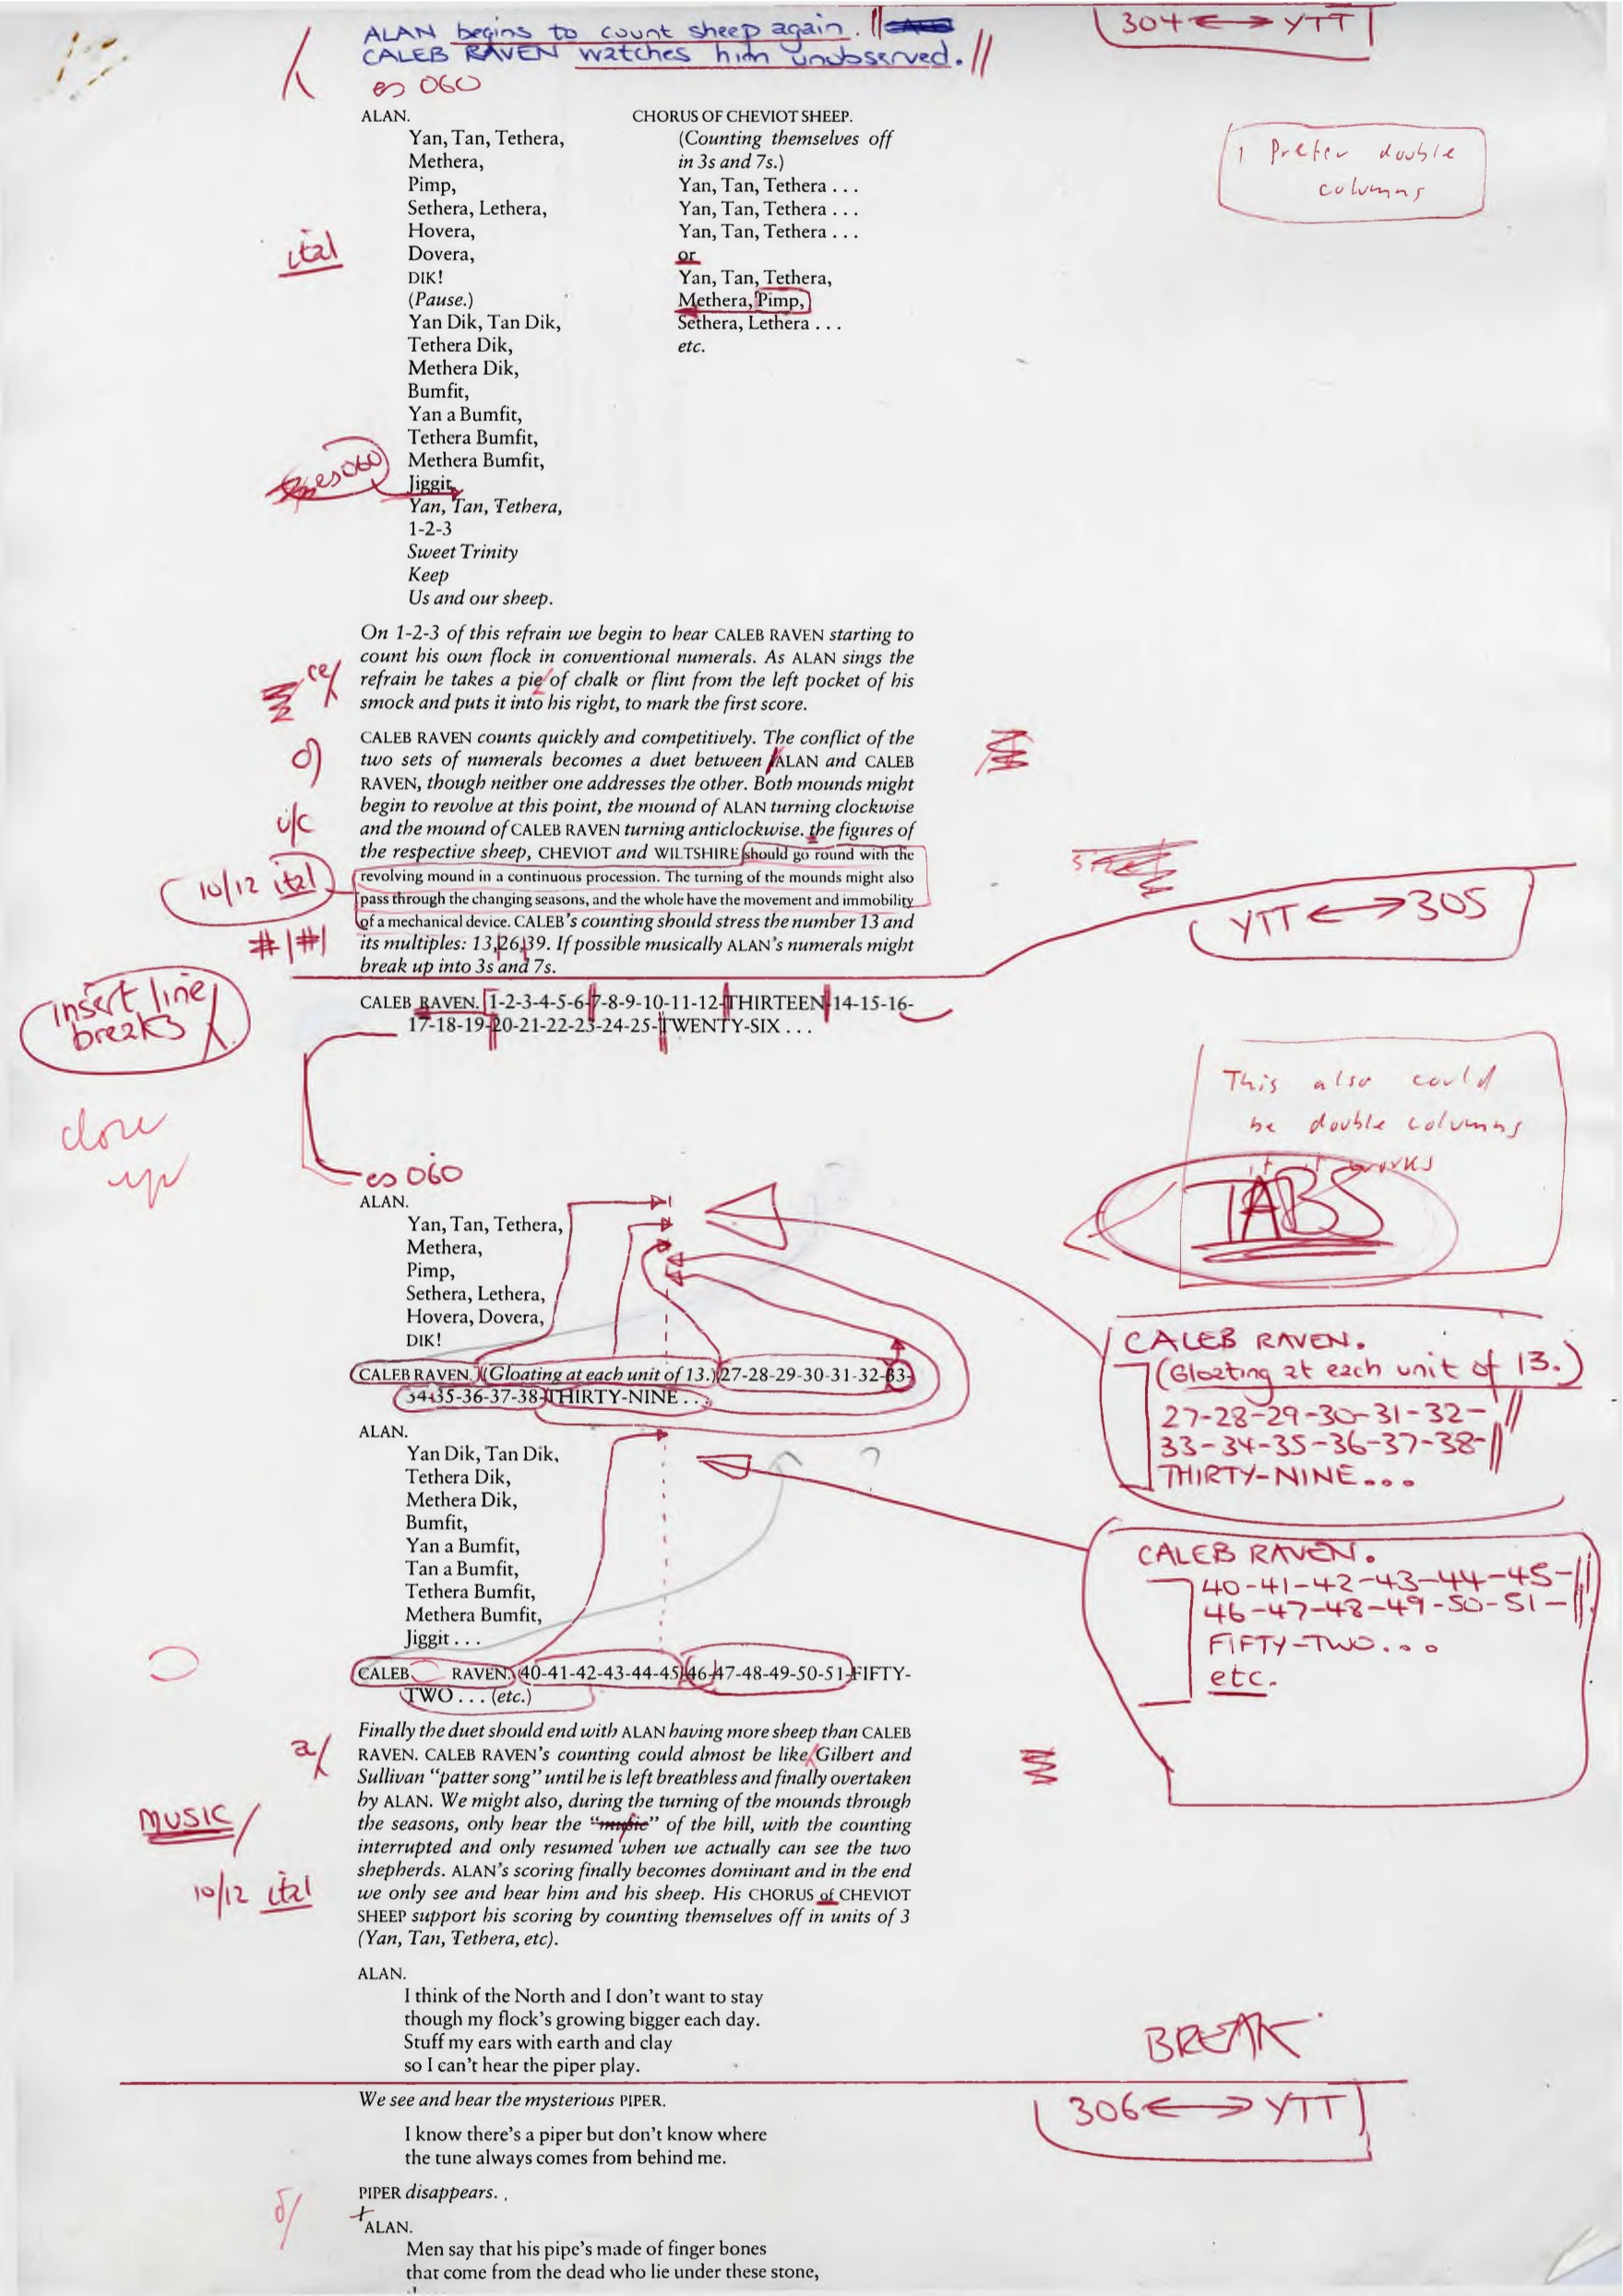 ALAN begins to count sheep again.
304 ↔ YTT
CALEB RAVEN watches him unobserved.
es 060
ALAN.
Yan, Tan, Tethera,
Methera,
Pimp,
Sethera, Lethera,
Hovera,
Dovera,
DIK!
(Pause.)
Yan Dik, Tan Dik,
Tethera Dik,
Methera Dik,
Bumfit,
Yan a Bumfit,
Tethera Bumfit,
Methera Bumfit,
Jiggit,
Yan, Tan, Tethera,
1-2-3
Sweet Trinity
Keep
Us and our sheep.
CHORUS OF CHEVIOT SHEEP.
(Counting themselves off
in 3s and 7s.)
Yan, Tan, Tethera . . .
Yan, Tan, Tethera . . .
Yan, Tan, Tethera . . .
or
Yan, Tan, Tethera,
Methera, Pimp,
Sethera, Lethera . . .
etc.
I prefer double
columns
ital
es 060
On 1-2-3 of this refrain we begin to hear CALEB RAVEN starting to
count his own flock in conventional numerals. As ALAN sings the
refrain he takes a pie of chalk or flint from the left pocket of his
smock and puts it into his right, to mark the first score.
ce/
CALEB RAVEN counts quickly and competitively. The conflict of the
two sets of numerals becomes a duet between ALAN and CALEB
RAVEN, though neither one addresses the other. Both mounds might
begin to revolve at this point, the mound of ALAN turning clockwise
and the mound of CALEB RAVEN turning anticlockwise. the figures of
the respective sheep, CHEVIOT and WILTSHIRE should go round with the
revolving mound in a continuous procession. The turning of the mounds might also
pass through the changing seasons, and the whole have the movement and immobility
of a mechanical device. CALEB's counting should stress the number 13 and
its multiples: 13,26,39. If possible musically ALAN's numerals might
break up into 3s and 7s.
u/c
10/12 ital
#/#/
YTT ↔ 305
insert line
breaks
CALEB RAVEN. 1-2-3-4-5-6-7-8-9-10-11-12-THIRTEEN-14-15-16-
17-18-19-20-21-22-23-24-25-TWENTY-SIX . . .
close
up
This also could
be double columns
if it works
TABS
es 060
ALAN.
Yan, Tan, Tethera,
Methera,
Pimp,
Sethera, Lethera,
Hovera, Dovera,
DIK!
CALEB RAVEN. (Gloating at each unit of 13.) 27-28-29-30-31-32-33-
34-35-36-37-38-THIRTY-NINE . . .
CALEB RAVEN.
(Gloating at each unit of 13.)
27-28-29-30-31-32-
33-34-35-36-37-38-
THIRTY-NINE...
ALAN.
Yan Dik, Tan Dik,
Tethera Dik,
Methera Dik,
Bumfit,
Yan a Bumfit,
Tan a Bumfit,
Tethera Bumfit,
Methera Bumfit,
Jiggit . . .
?
CALEB RAVEN.
40-41-42-43-44-45-
46-47-48-49-50-51-
FIFTY-TWO...
etc.
CALEB RAVEN. 40-41-42-43-44-45-46-47-48-49-50-51-FIFTY-
TWO . . . (etc.)
Finally the duet should end with ALAN having more sheep than CALEB
RAVEN. CALEB RAVEN's counting could almost be like Gilbert and
Sullivan "patter song" until he is left breathless and finally overtaken
by ALAN. We might also, during the turning of the mounds through
the seasons, only hear the "music" of the hill, with the counting
interrupted and only resumed when we actually can see the two
shepherds. ALAN's scoring finally becomes dominant and in the end
we only see and hear him and his sheep. His CHORUS of CHEVIOT
SHEEP support his scoring by counting themselves off in units of 3
(Yan, Tan, Tethera, etc).
a/
MUSIC/
10/12 ital
ALAN.
I think of the North and I don't want to stay
though my flock's growing bigger each day.
Stuff my ears with earth and clay
so I can't hear the piper play.
BREAK
306 ↔ YTT
We see and hear the mysterious PIPER.
I know there's a piper but don't know where
the tune always comes from behind me.
PIPER disappears. .
ALAN.
Men say that his pipe's made of finger bones
that come from the dead who lie under these stone,